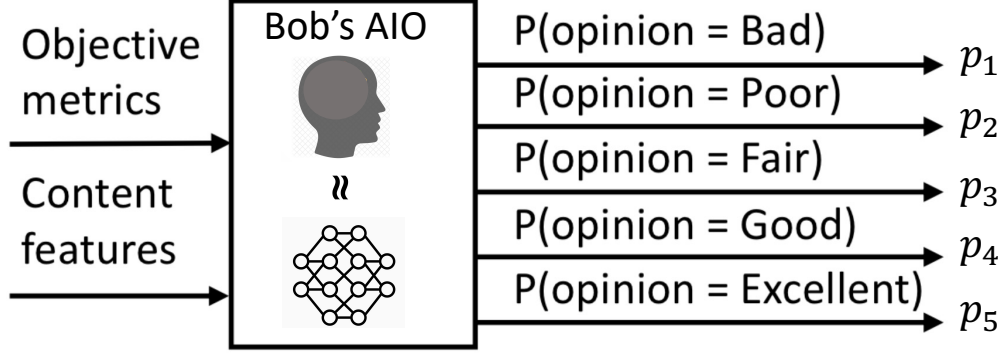 Objective
metrics
Content
features
Bob's AIO
≈
P(opinion = Bad)
p₁
P(opinion = Poor)
p₂
P(opinion = Fair)
p₃
P(opinion = Good)
p₄
P(opinion = Excellent)
p₅